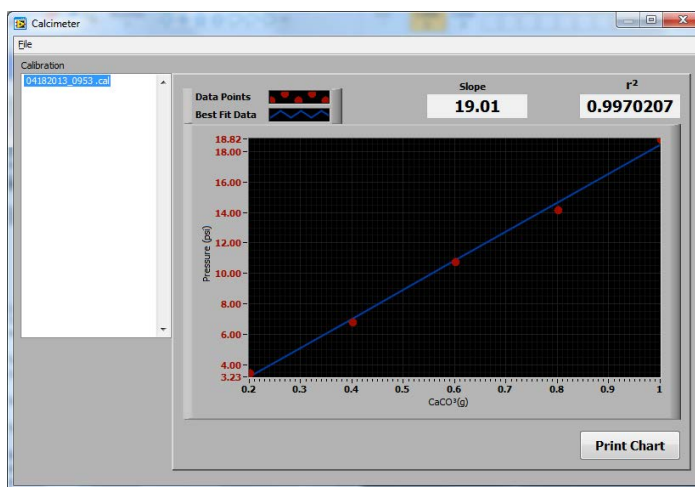 Calcimeter
File
Calibration
04182013_0953.cal
Data Points
Best Fit Data
Slope
19.01
r²
0.9970207
18.82
18.00
16.00
14.00
12.00
10.00
8.00
6.00
4.00
3.23
Pressure (psi)
0.2 0.3 0.4 0.5 0.6 0.7 0.8 0.9 1
CaCO³(g)
Print Chart